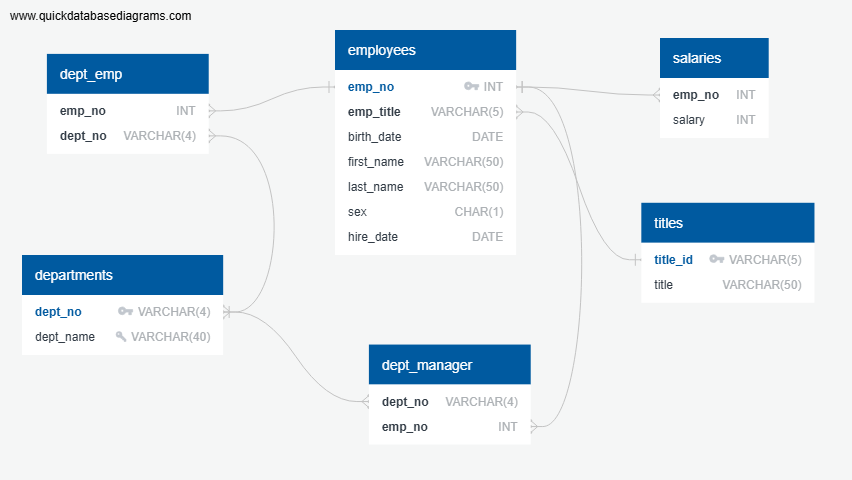 www.quickdatabasediagrams.com
dept_emp
emp_no INT
dept_no VARCHAR(4)
employees
emp_no INT
emp_title VARCHAR(5)
birth_date DATE
first_name VARCHAR(50)
last_name VARCHAR(50)
sex CHAR(1)
hire_date DATE
salaries
emp_no INT
salary INT
titles
title_id VARCHAR(5)
title VARCHAR(50)
departments
dept_no VARCHAR(4)
dept_name VARCHAR(40)
dept_manager
dept_no VARCHAR(4)
emp_no INT